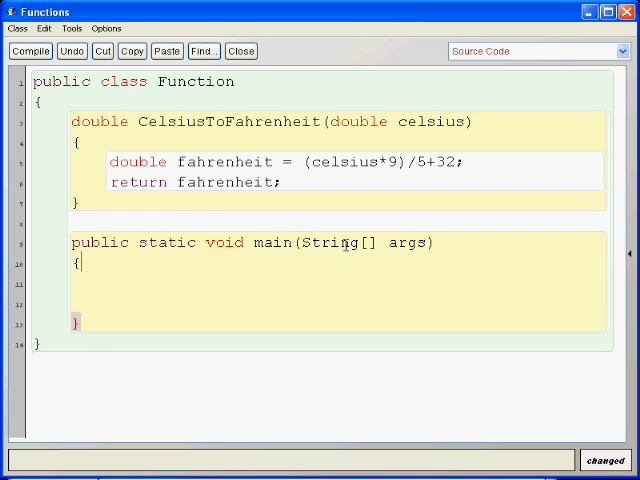 Functions
Class Edit Tools Options
Compile Undo Cut Copy Paste Find... Close Source Code
1 public class Function
2 {
3 double CelsiusToFahrenheit(double celsius)
4 {
5 double fahrenheit = (celsius*9)/5+32;
6 return fahrenheit;
7 }
8
9 public static void main(String[] args)
10 {
11
12
13 }
14 }
changed